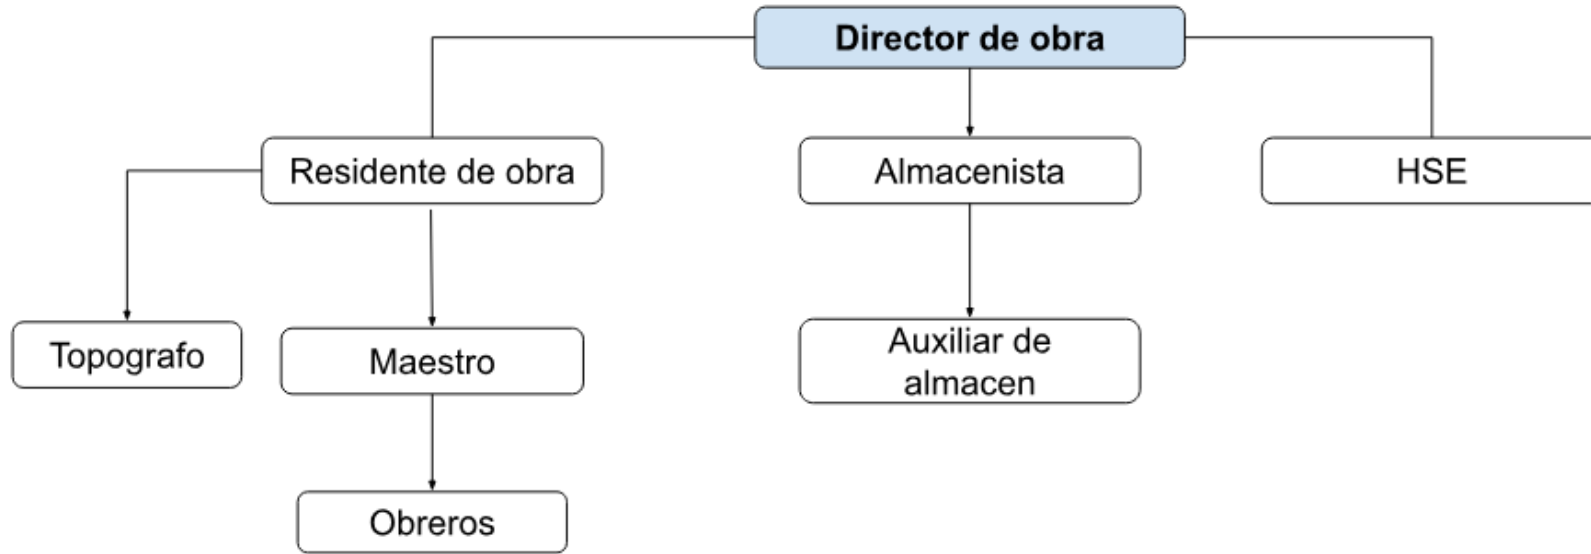 Director de obra
Residente de obra
Almacenista
HSE
Topografo
Maestro
Auxiliar de
almacen
Obreros